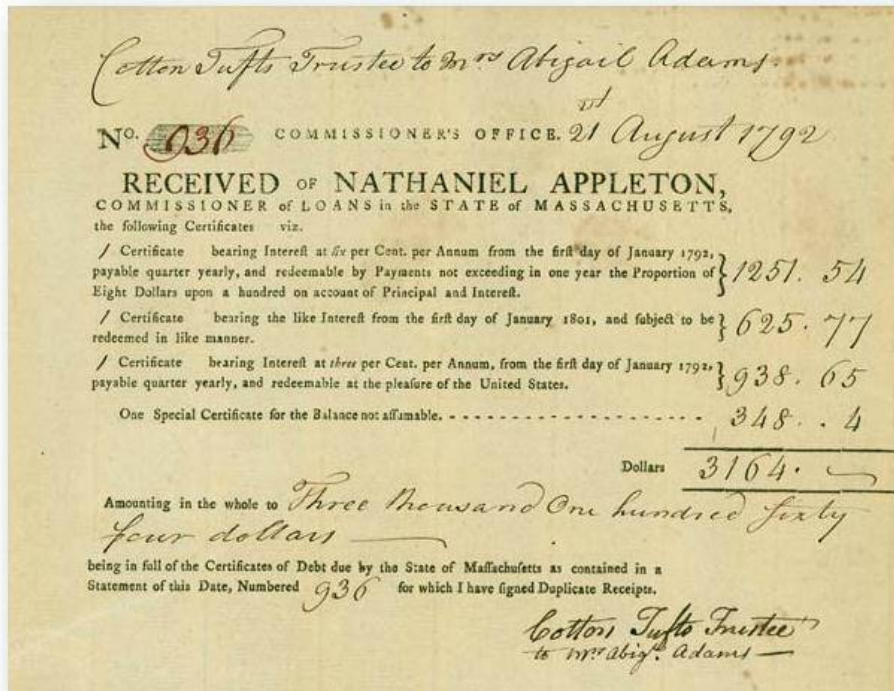 Cotton Tufts Trustee to Mrs Abigail Adams.
No. 936 COMMISSIONER'S OFFICE. 21st August 1792
RECEIVED OF NATHANIEL APPLETON,
COMMISSIONER of LOANS in the STATE of MASSACHUSETTS,
the following Certificates viz.
1 Certificate bearing Interest at six per Cent. per Annum from the first day of January 1792,
payable quarter yearly, and redeemable by Payments not exceeding in one year the Proportion of } 1251. 54
Eight Dollars upon a hundred on account of Principal and Interest.
1 Certificate bearing the like Interest from the first day of January 1801, and subject to be } 625. 77
redeemed in like manner.
1 Certificate bearing Interest at three per Cent. per Annum, from the first day of January 1792, } 938. 65
payable quarter yearly, and redeemable at the pleasure of the United States.
One Special Certificate for the Balance not assumable. - - - - - - - - - - - - - - - - - - - - 348. . 4
Dollars 3164. -
Amounting in the whole to Three thousand One hundred sixty
four dollars —
being in full of the Certificates of Debt due by the State of Massachusetts as contained in a
Statement of this Date, Numbered 936 for which I have signed Duplicate Receipts.
Cotton Tufts Trustee
to Mrs Abigl. Adams —